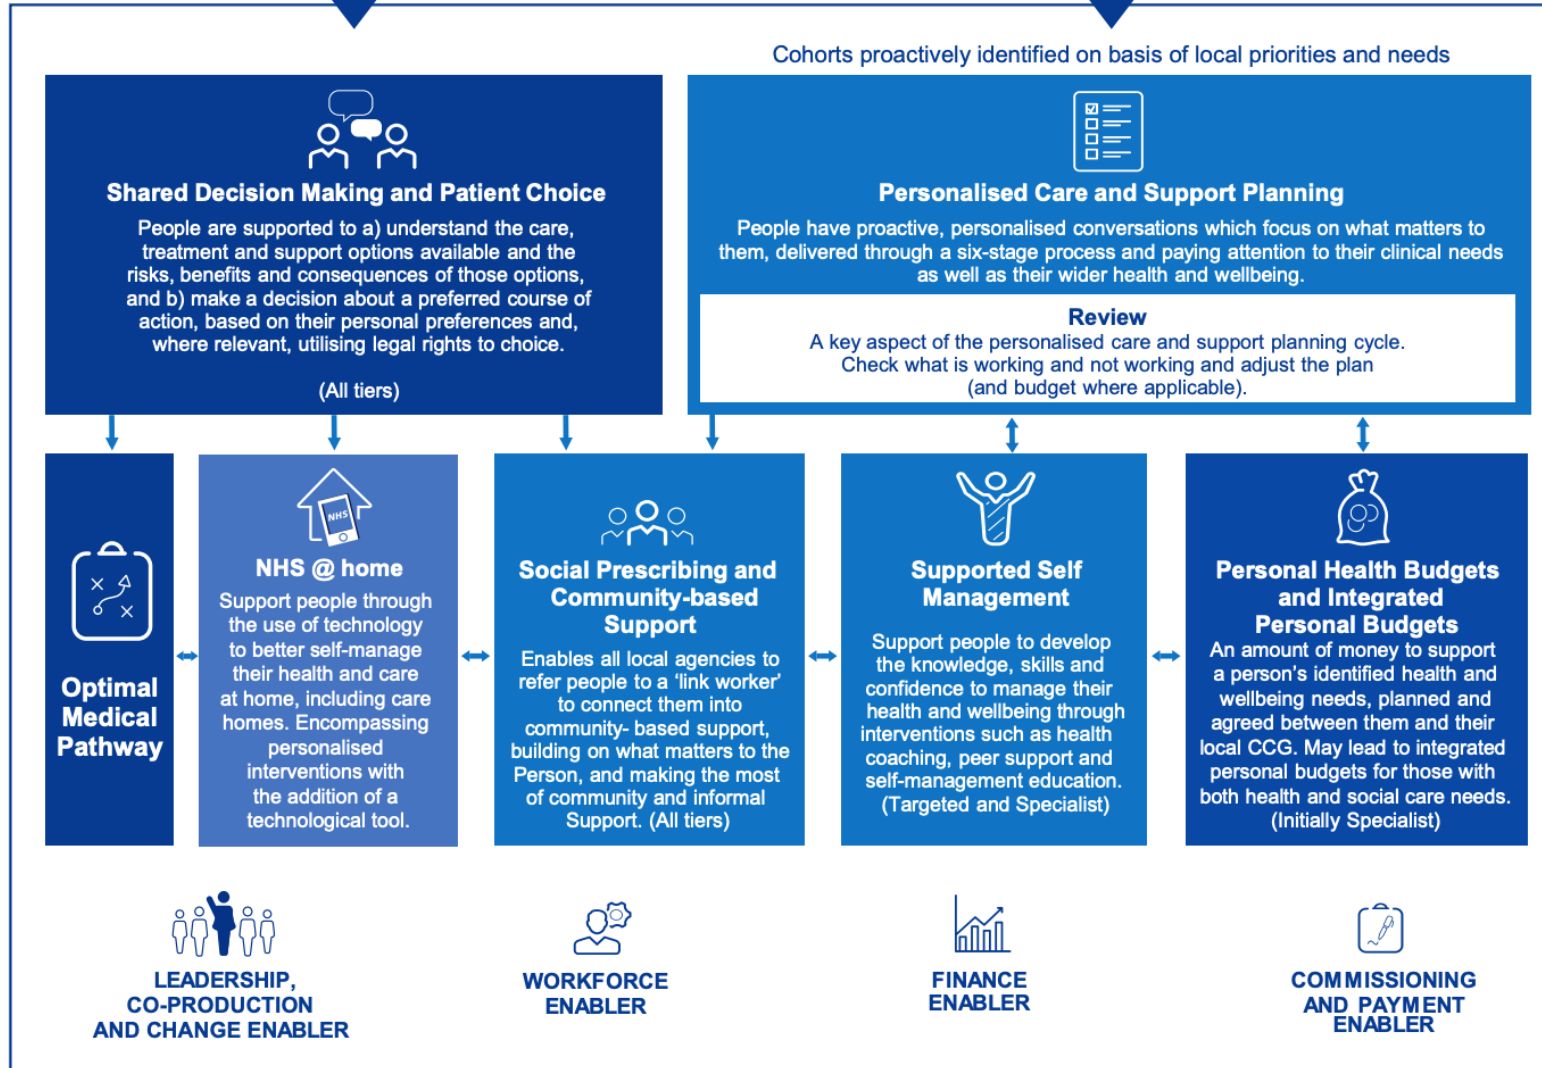 Cohorts proactively identified on basis of local priorities and needs
Shared Decision Making and Patient Choice
People are supported to a) understand the care,
treatment and support options available and the
risks, benefits and consequences of those options,
and b) make a decision about a preferred course of
action, based on their personal preferences and,
where relevant, utilising legal rights to choice.
(All tiers)
Personalised Care and Support Planning
People have proactive, personalised conversations which focus on what matters to
them, delivered through a six-stage process and paying attention to their clinical needs
as well as their wider health and wellbeing.
Review
A key aspect of the personalised care and support planning cycle.
Check what is working and not working and adjust the plan
(and budget where applicable).
Optimal
Medical
Pathway
NHS
NHS @ home
Support people through
the use of technology
to better self-manage
their health and care
at home, including care
homes. Encompassing
personalised
interventions with
the addition of a
technological tool.
Social Prescribing and
Community-based
Support
Enables all local agencies to
refer people to a ‘link worker’
to connect them into
community- based support,
building on what matters to the
Person, and making the most
of community and informal
Support. (All tiers)
Supported Self
Management
Support people to develop
the knowledge, skills and
confidence to manage their
health and wellbeing through
interventions such as health
coaching, peer support and
self-management education.
(Targeted and Specialist)
Personal Health Budgets
and Integrated
Personal Budgets
An amount of money to support
a person’s identified health and
wellbeing needs, planned and
agreed between them and their
local CCG. May lead to integrated
personal budgets for those with
both health and social care needs.
(Initially Specialist)
LEADERSHIP,
CO-PRODUCTION
AND CHANGE ENABLER
WORKFORCE
ENABLER
FINANCE
ENABLER
COMMISSIONING
AND PAYMENT
ENABLER